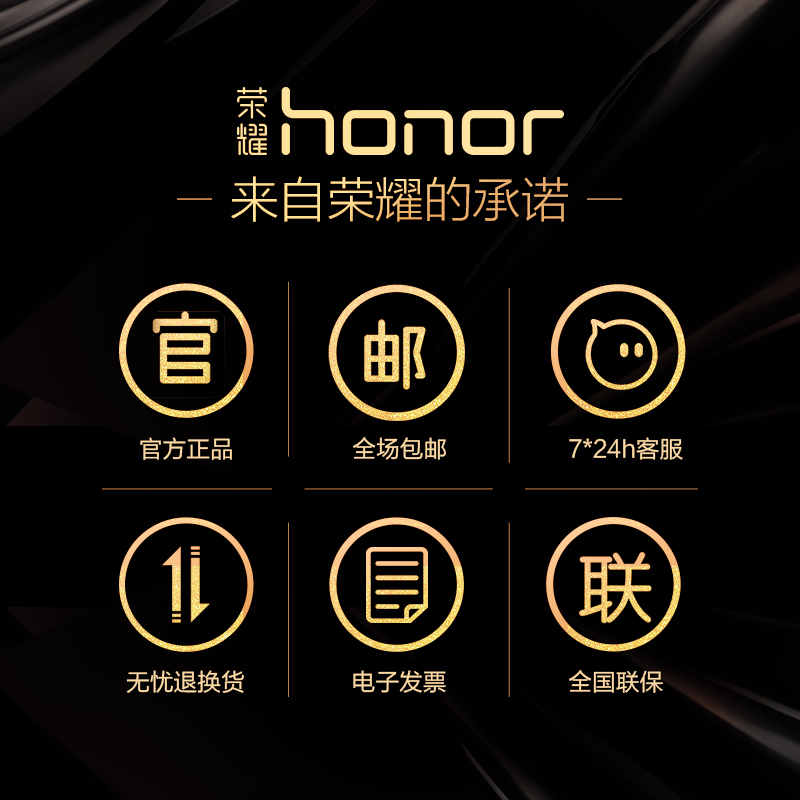 荣耀 honor
来自荣耀的承诺
官 邮
官方正品 全场包邮 7*24h客服
联
无忧退换货 电子发票 全国联保